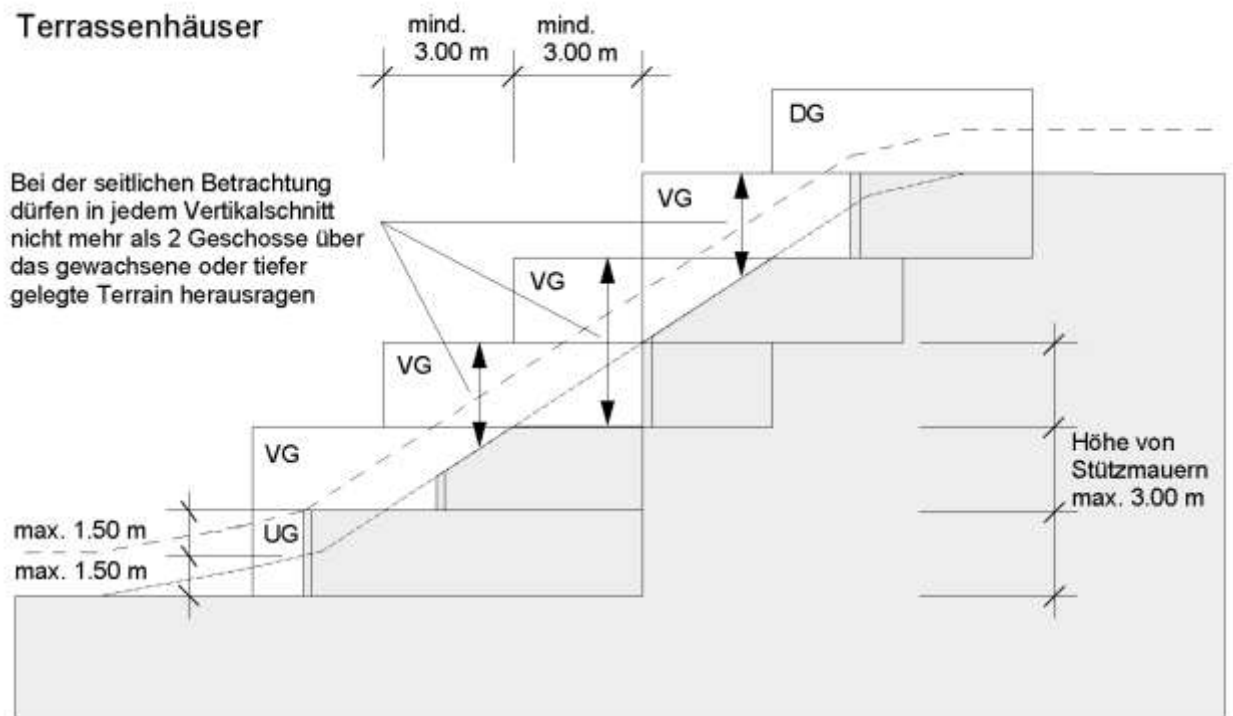 Terrassenhäuser
mind.
3.00 m
mind.
3.00 m
DG
Bei der seitlichen Betrachtung
dürfen in jedem Vertikalschnitt
nicht mehr als 2 Geschosse über
das gewachsene oder tiefer
gelegte Terrain herausragen
VG
VG
VG
VG
Höhe von
Stützmauern
max. 3.00 m
max. 1.50 m
UG
max. 1.50 m